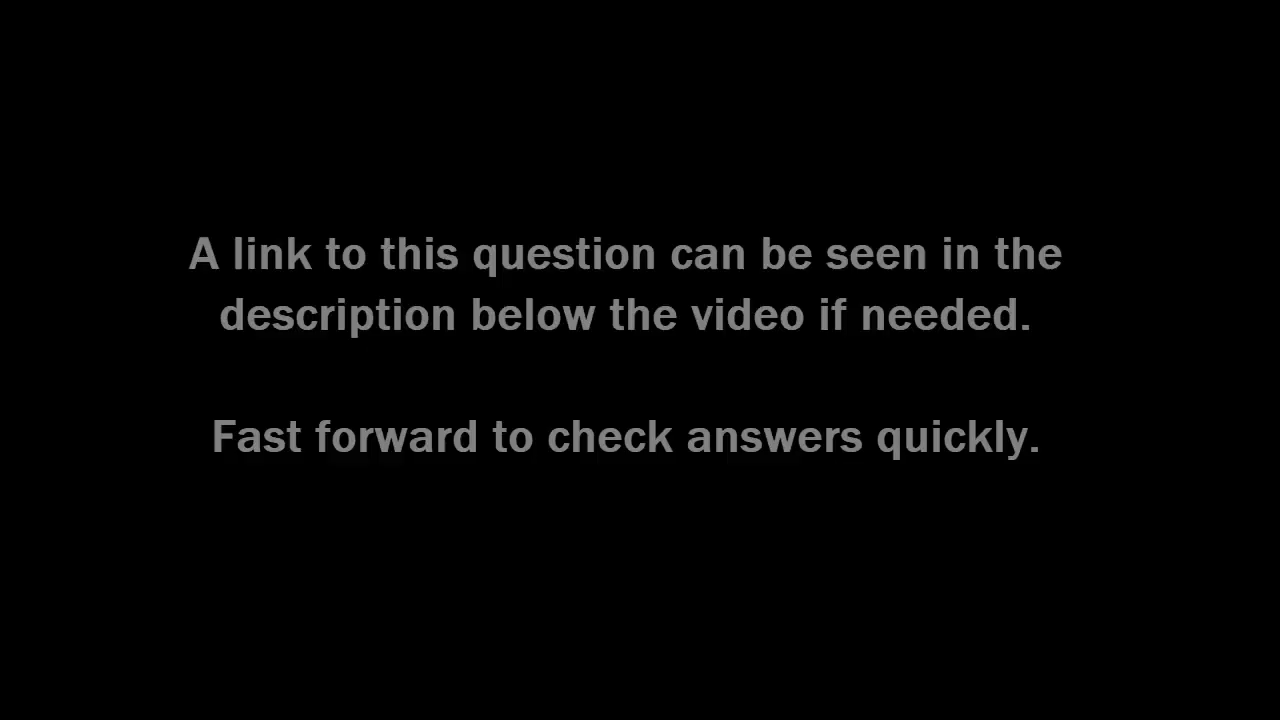 A link to this question can be seen in the
description below the video if needed.
Fast forward to check answers quickly.